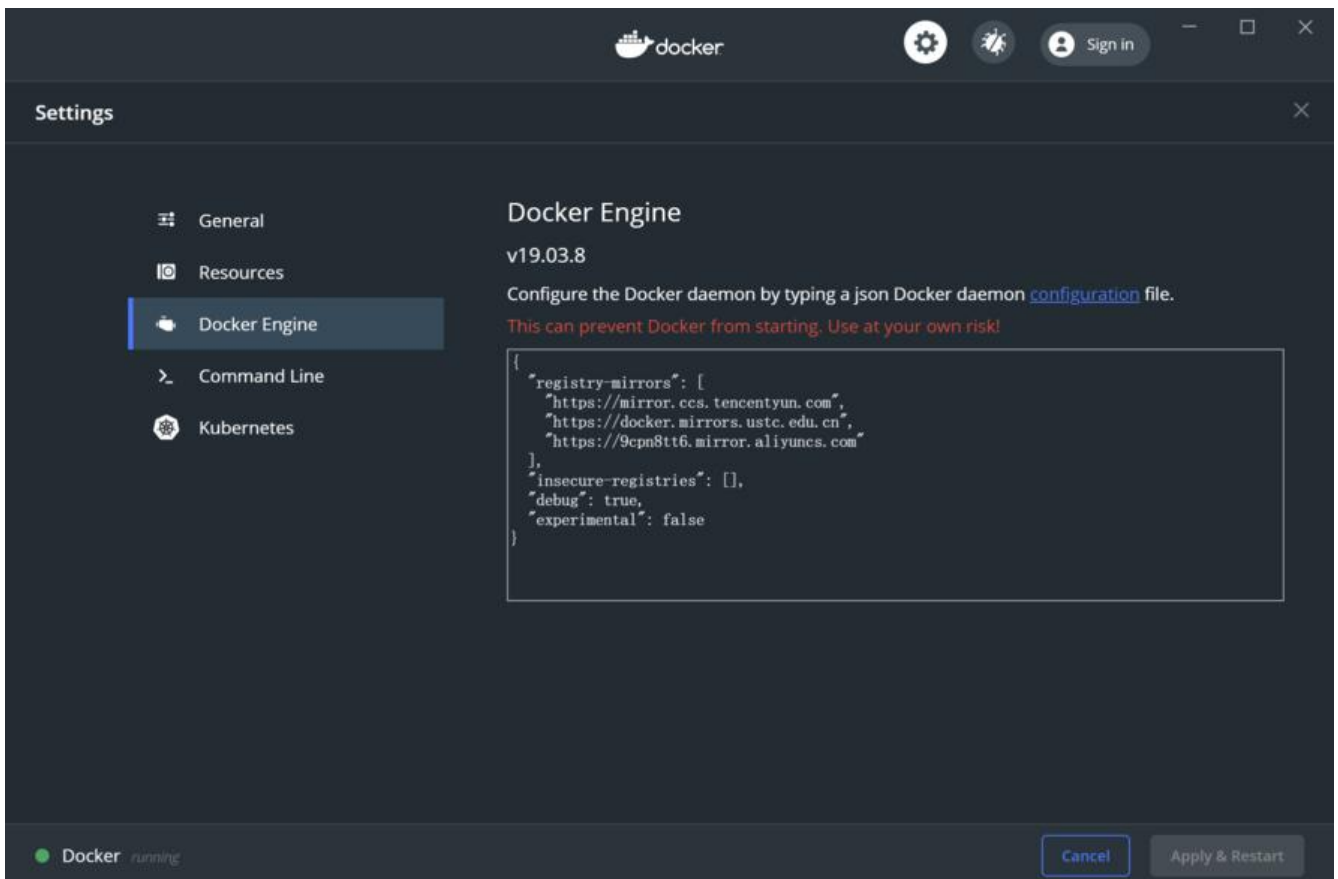 docker
Sign in
Settings
General
Resources
Docker Engine
Command Line
Kubernetes
Docker Engine
v19.03.8
Configure the Docker daemon by typing a json Docker daemon configuration file.
This can prevent Docker from starting. Use at your own risk!
{
"registry-mirrors": [
"https://mirror.ccs.tencentyun.com",
"https://docker.mirrors.ustc.edu.cn",
"https://9cpn8tt6.mirror.aliyuncs.com"
],
"insecure-registries": [],
"debug": true,
"experimental": false
}
Docker running
Cancel
Apply & Restart